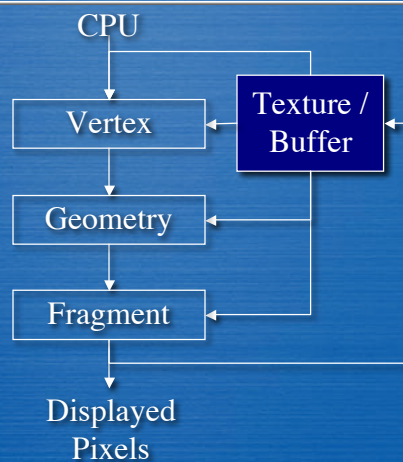 CPU
Vertex
Texture /
Buffer
Geometry
Fragment
Displayed
Pixels